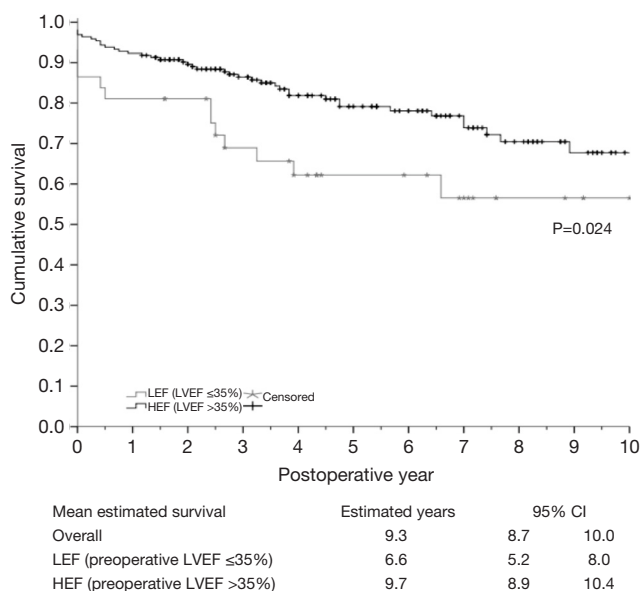 1.0
0.9
0.8
0.7
0.6
0.5
0.4
0.3
0.2
0.1
0.0
Cumulative survival
P=0.024
LEF (LVEF ≤35%) Censored
HEF (LVEF >35%)
0 1 2 3 4 5 6 7 8 9 10
Postoperative year
Mean estimated survival Estimated years 95% CI
Overall 9.3 8.7 10.0
LEF (preoperative LVEF ≤35%) 6.6 5.2 8.0
HEF (preoperative LVEF >35%) 9.7 8.9 10.4